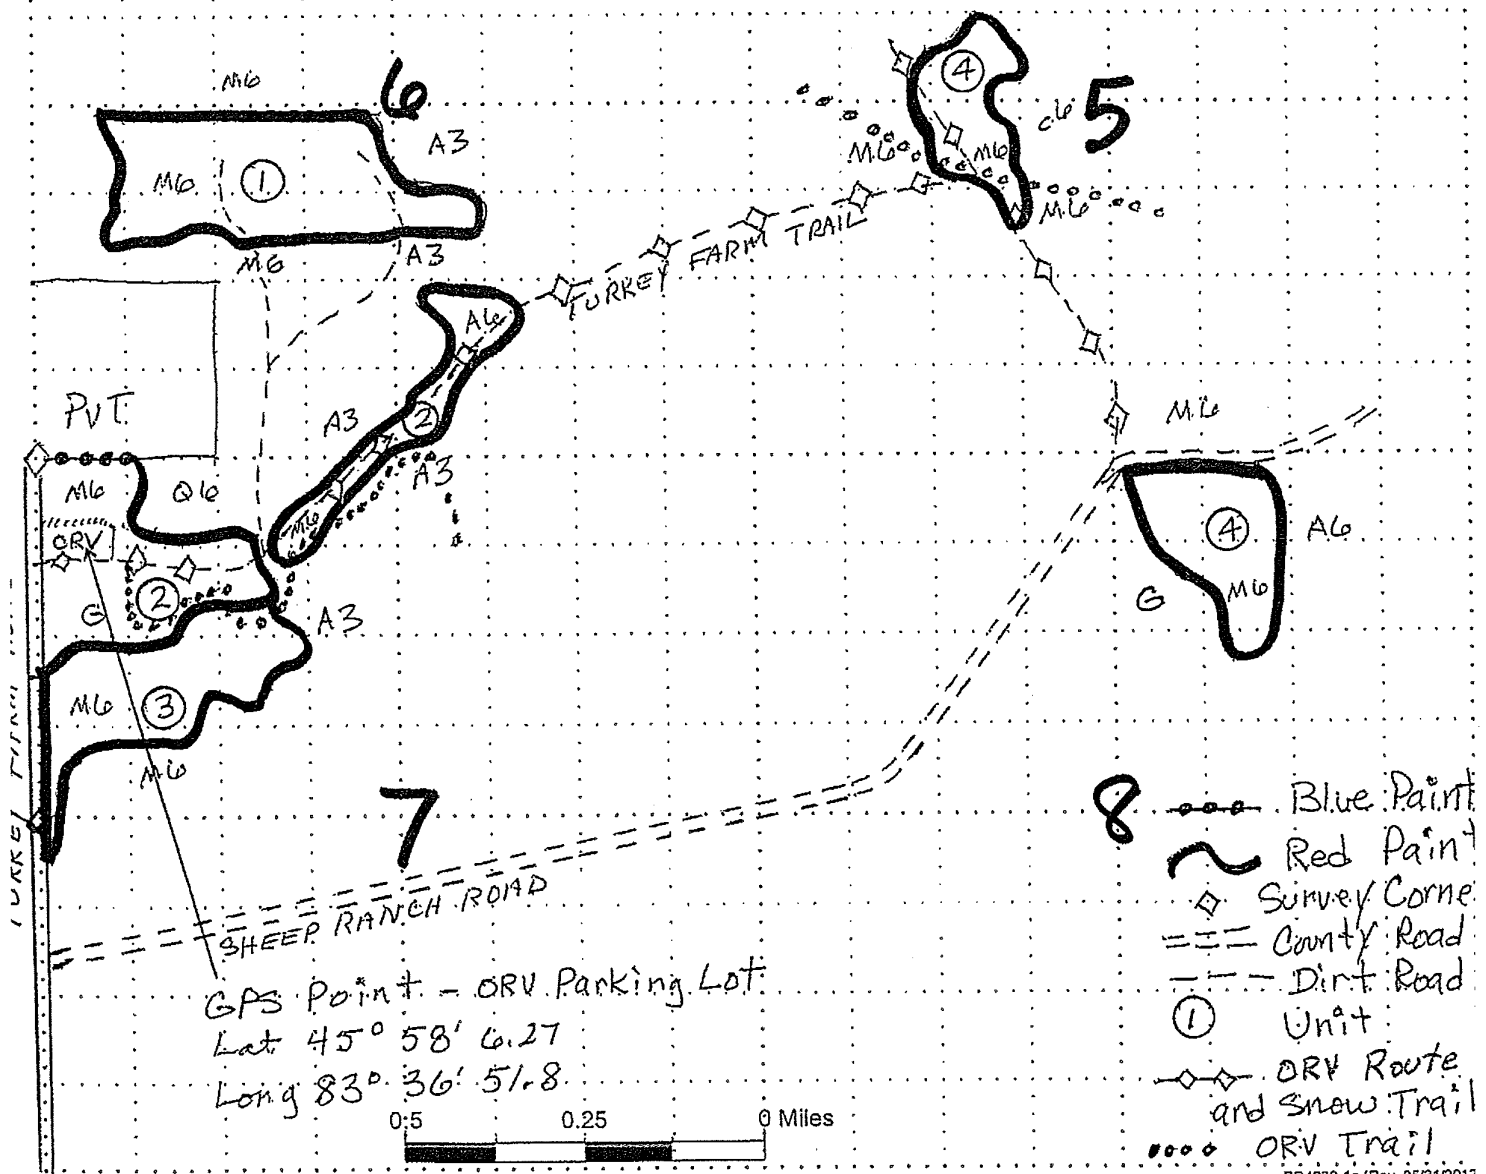 M6
6
A3
M6
1
M6
A3
4
C6
5
M6
M6
M6
TURKEY FARM TRAIL
A6
PVT.
A3
2
A3
M6
M6
Q6
M6
ORV
2
G
A3
4
A6
G
M6
M6
3
M6
7
8
SHEEP RANCH ROAD
GPS Point - ORV Parking Lot
Lat 45° 58' 6.27
Long 83° 36' 51.8
0.5 0.25 0 Miles
Blue Paint
Red Paint
Survey Corne
County Road
Dirt Road
1 Unit
ORV Route
and Snow Trail
ORV Trail